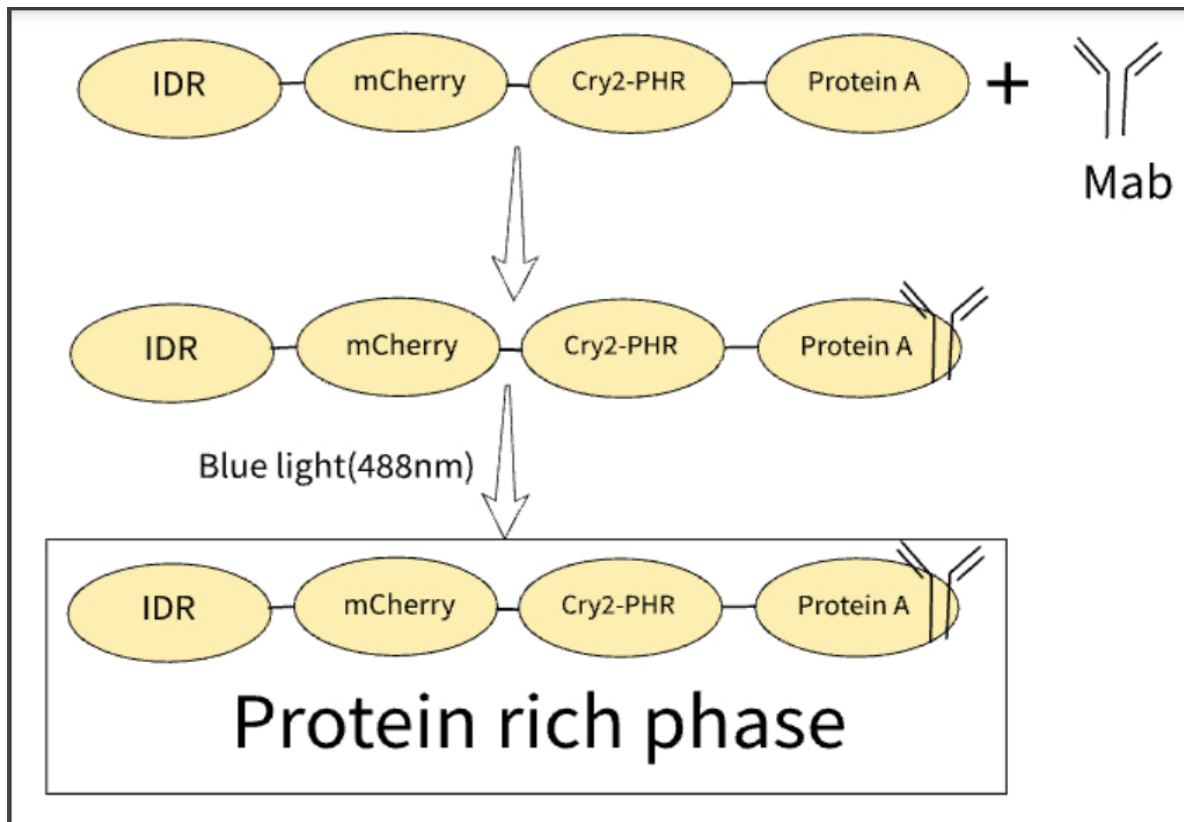 IDR mCherry Cry2-PHR Protein A +
Mab
IDR mCherry Cry2-PHR Protein A
Blue light(488nm)
IDR mCherry Cry2-PHR Protein A
Protein rich phase